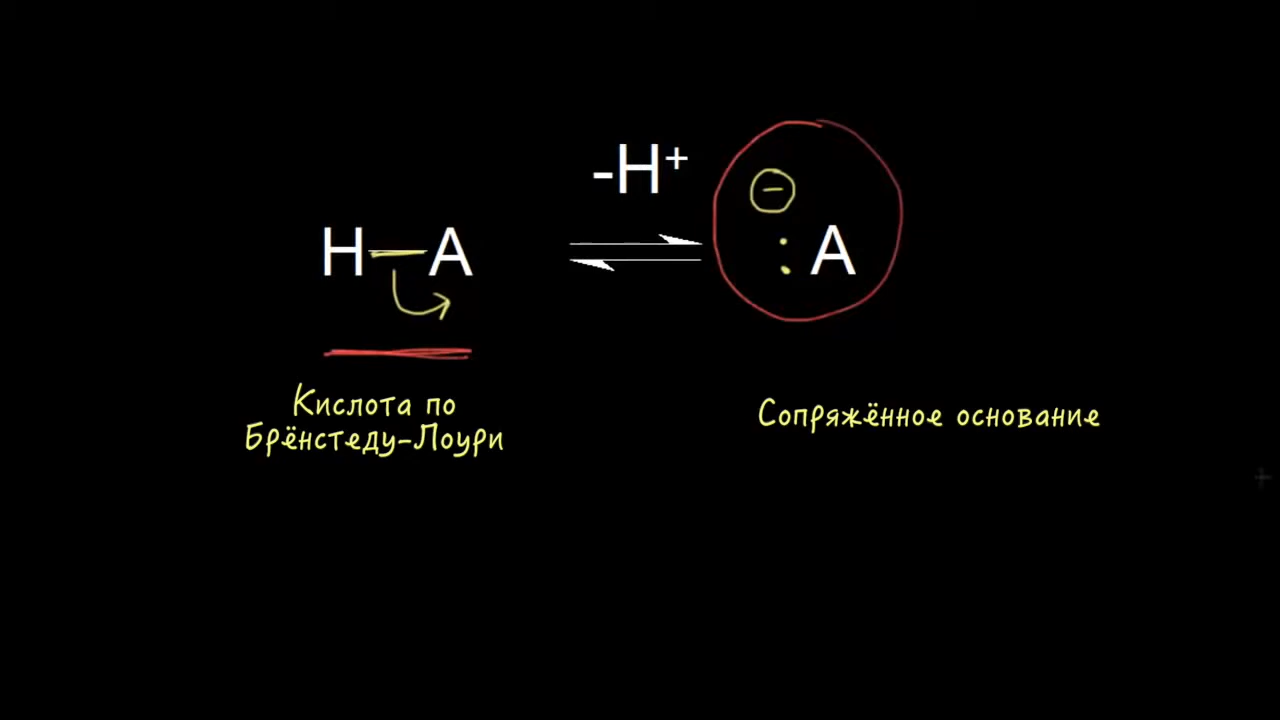 -H⁺
H—A ⇌ ⊖ : A
Кислота по
Брёнстеду-Лоури
Сопряжённое основание